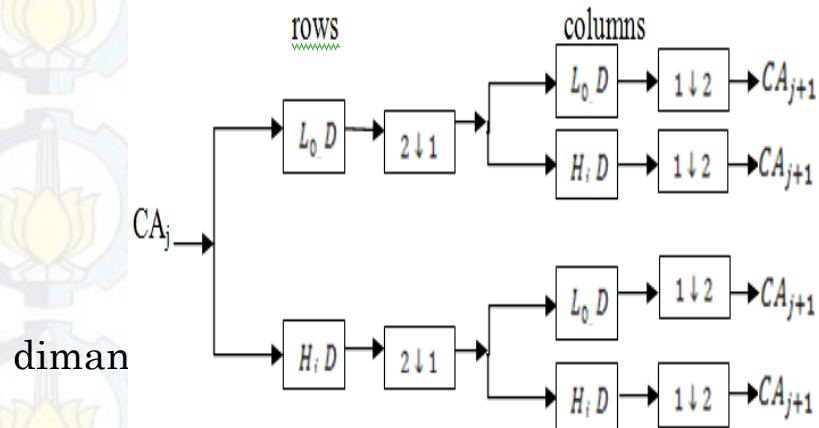 rows columns
L₀_D 1↓2 CAⱼ₊₁
L₀_D 2↓1
HᵢD 1↓2 CAⱼ₊₁
CAⱼ
L₀_D 1↓2 CAⱼ₊₁
diman HᵢD 2↓1
HᵢD 1↓2 CAⱼ₊₁